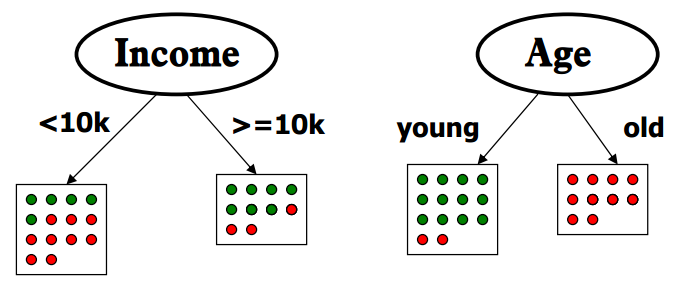 Income
<10k
>=10k
Age
young
old